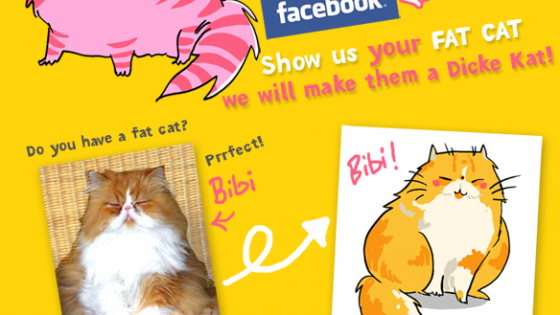 facebook
Show us your FAT CAT
we will make them a Dicke Kat!
Do you have a fat cat?
Prrfect!
Bibi
Bibi!